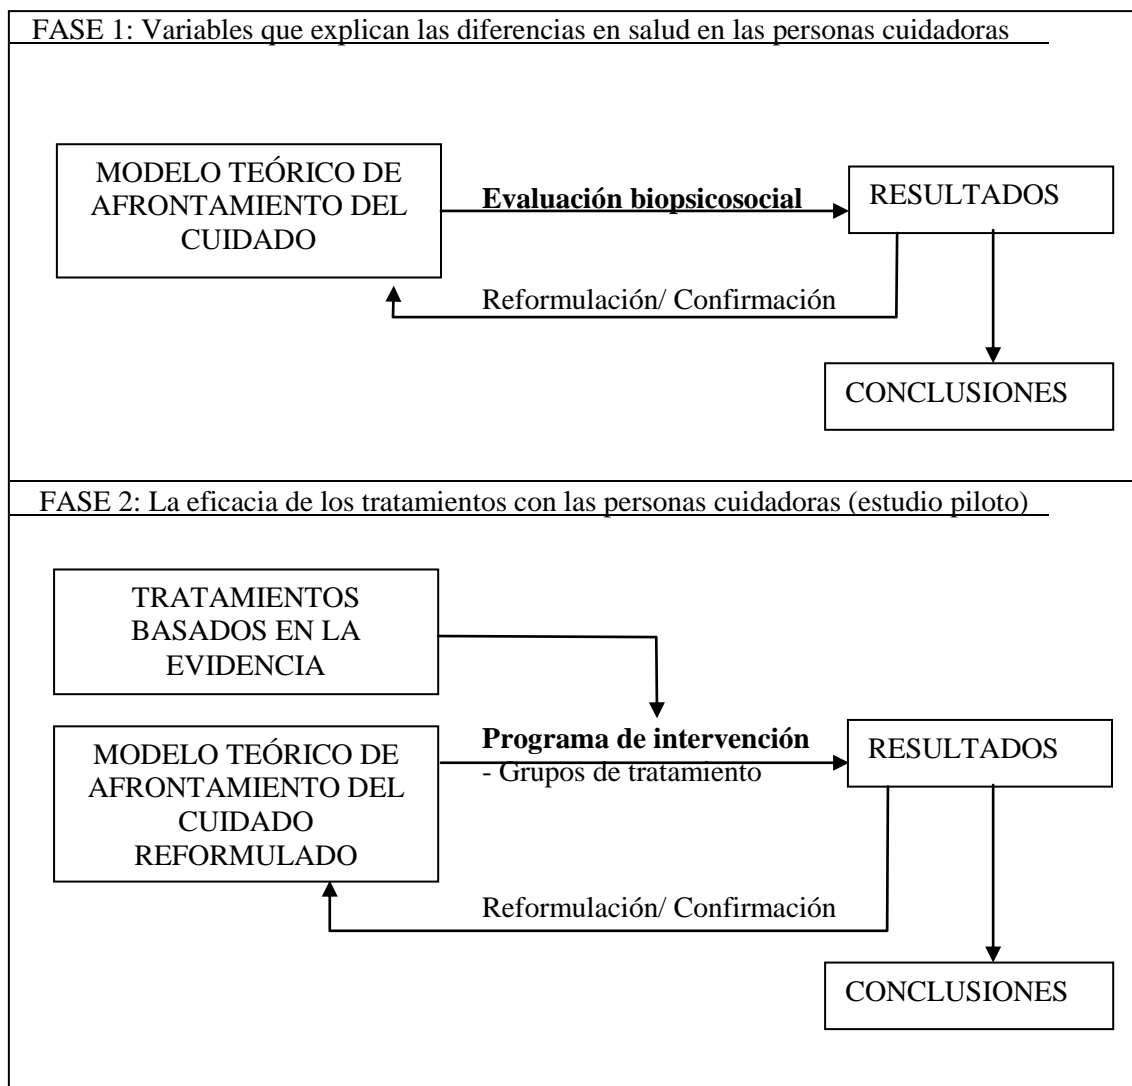 FASE 1: Variables que explican las diferencias en salud en las personas cuidadoras
MODELO TEÓRICO DE
AFRONTAMIENTO DEL
CUIDADO
Evaluación biopsicosocial
RESULTADOS
Reformulación/ Confirmación
CONCLUSIONES
FASE 2: La eficacia de los tratamientos con las personas cuidadoras (estudio piloto)
TRATAMIENTOS
BASADOS EN LA
EVIDENCIA
MODELO TEÓRICO DE
AFRONTAMIENTO DEL
CUIDADO
REFORMULADO
Programa de intervención
- Grupos de tratamiento
RESULTADOS
Reformulación/ Confirmación
CONCLUSIONES